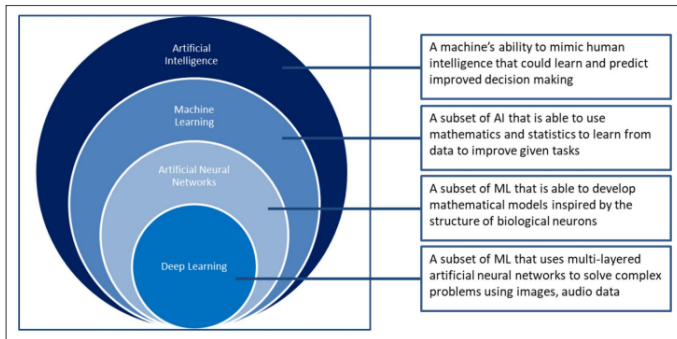 Artificial
Intelligence
Machine
Learning
Artificial Neural
Networks
Deep Learning
A machine's ability to mimic human
intelligence that could learn and predict
improved decision making
A subset of AI that is able to use
mathematics and statistics to learn from
data to improve given tasks
A subset of ML that is able to develop
mathematical models inspired by the
structure of biological neurons
A subset of ML that uses multi-layered
artificial neural networks to solve complex
problems using images, audio data